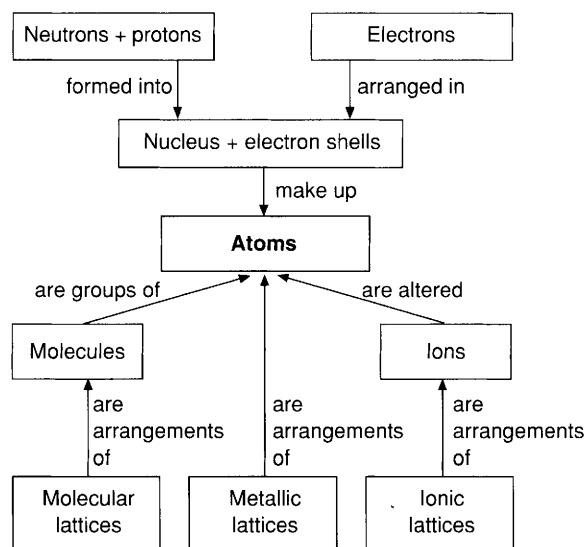 Neutrons + protons
Electrons
formed into
arranged in
Nucleus + electron shells
make up
Atoms
are groups of
are altered
Molecules
Ions
are
arrangements
of
are
arrangements
of
are
arrangements
of
Molecular
lattices
Metallic
lattices
Ionic
lattices